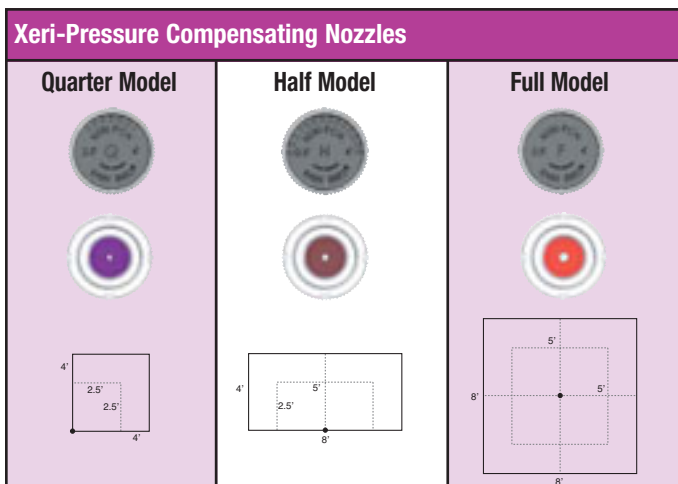 Xeri-Pressure Compensating Nozzles
Quarter Model
Half Model
Full Model
Q
H
F
4'
2.5'
2.5'
4'
4'
5'
2.5'
8'
5'
5'
8'
8'